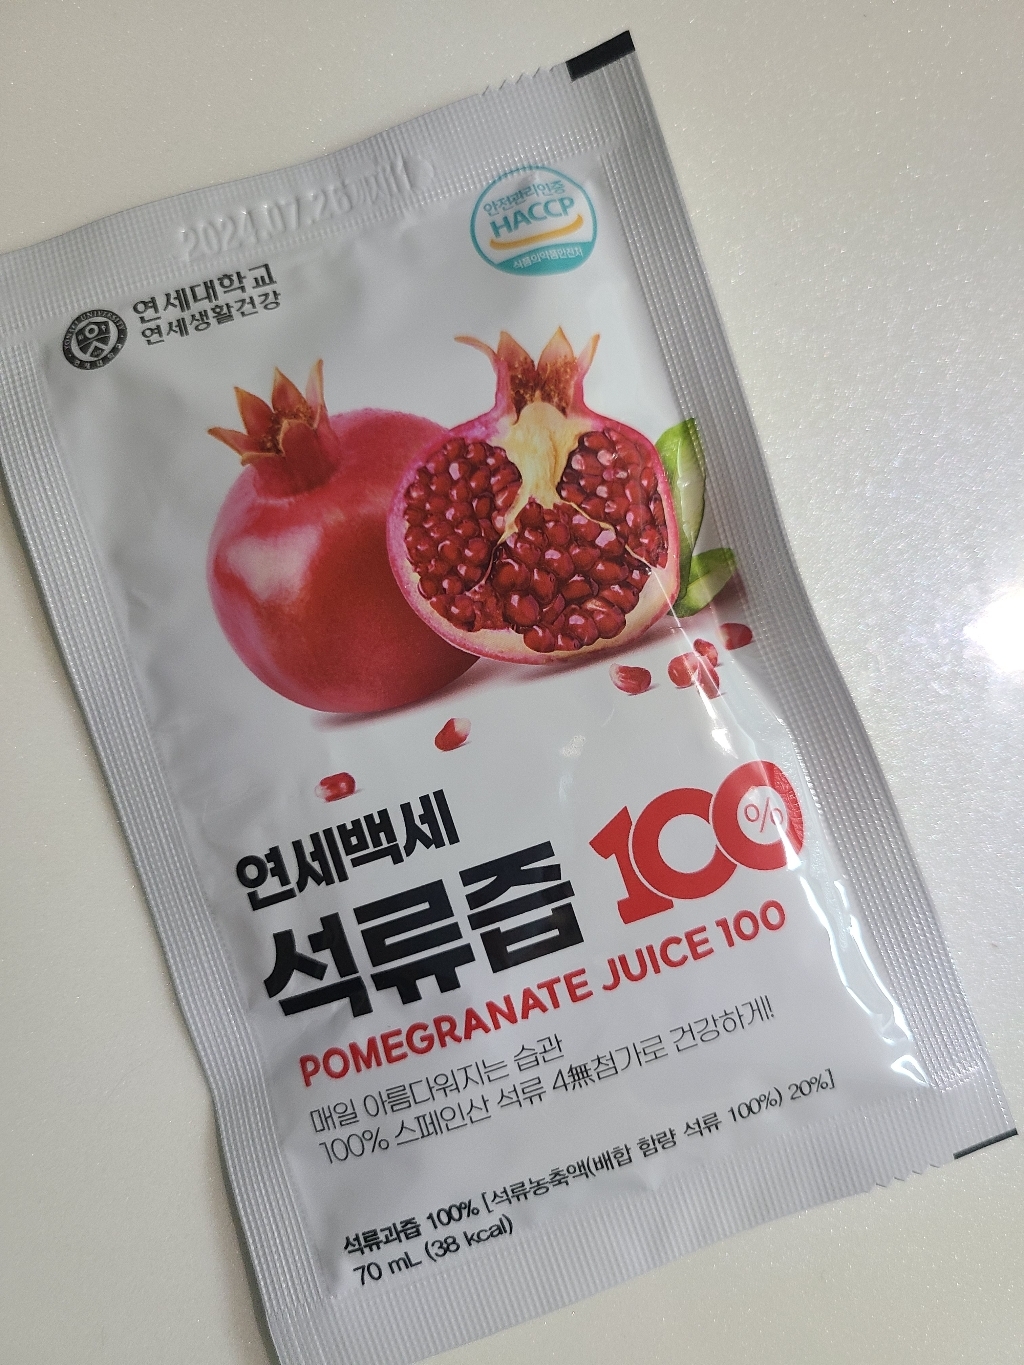 2024.07.26
안전관리인증
HACCP
식품의약품안전처
연세대학교
연세생활건강
연세백세
석류즙 100%
POMEGRANATE JUICE 100
매일 아름다워지는 습관
100% 스페인산 석류 4無첨가로 건강하게!
석류과즙 100% [석류농축액(배합 함량 석류 100%) 20%]
70 mL (38 kcal)